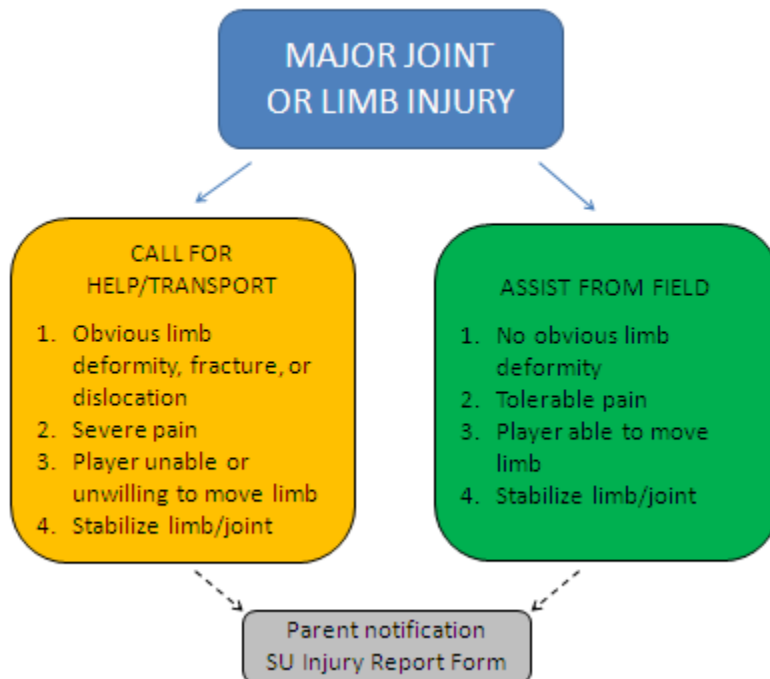 MAJOR JOINT
OR LIMB INJURY
CALL FOR
HELP/TRANSPORT
1. Obvious limb
deformity, fracture, or
dislocation
2. Severe pain
3. Player unable or
unwilling to move limb
4. Stabilize limb/joint
ASSIST FROM FIELD
1. No obvious limb
deformity
2. Tolerable pain
3. Player able to move
limb
4. Stabilize limb/joint
Parent notification
SU Injury Report Form